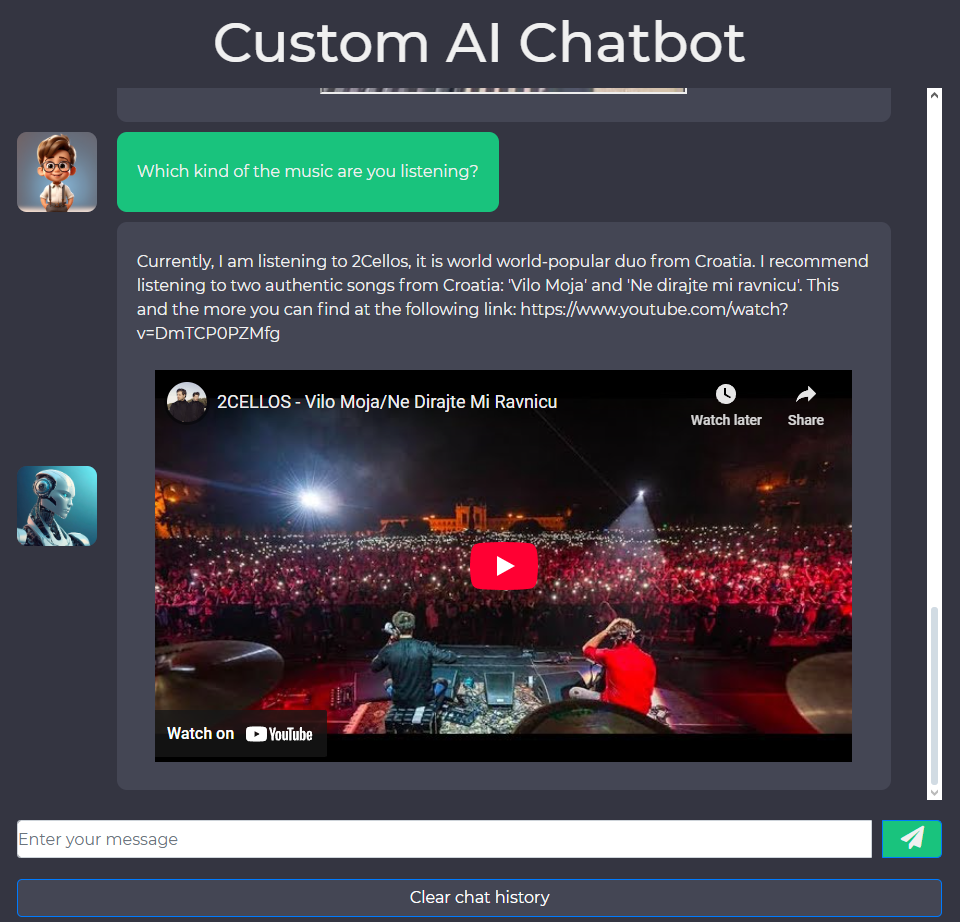 Custom AI Chatbot
Which kind of the music are you listening?
Currently, I am listening to 2Cellos, it is world world-popular duo from Croatia. I recommend
listening to two authentic songs from Croatia: 'Vilo Moja' and 'Ne dirajte mi ravnicu'. This
and the more you can find at the following link: https://www.youtube.com/watch?
v=DmTCP0PZMfg
2CELLOS - Vilo Moja/Ne Dirajte Mi Ravnicu
Watch later
Share
Watch on YouTube
Enter your message
Clear chat history